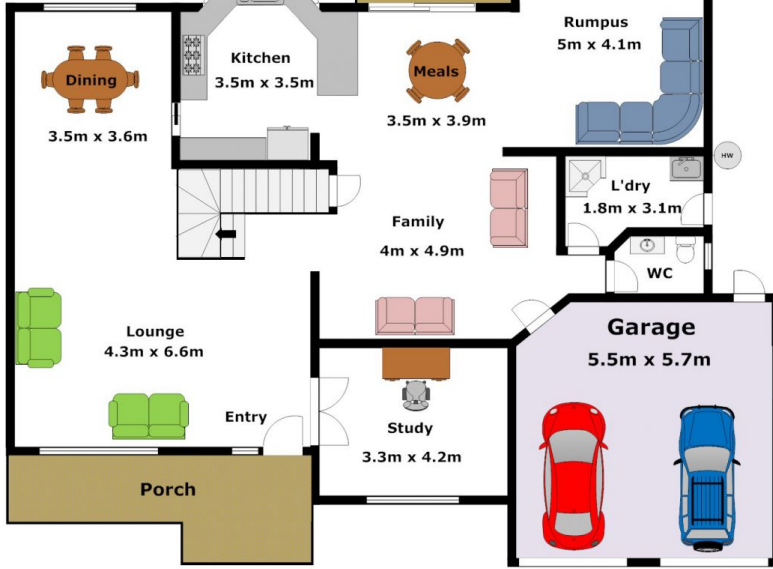 Rumpus
5m x 4.1m
Kitchen
3.5m x 3.5m
Dining
Meals
3.5m x 3.6m
3.5m x 3.9m
HW
L'dry
1.8m x 3.1m
Family
4m x 4.9m
WC
Lounge
4.3m x 6.6m
Garage
5.5m x 5.7m
Entry
Study
3.3m x 4.2m
Porch